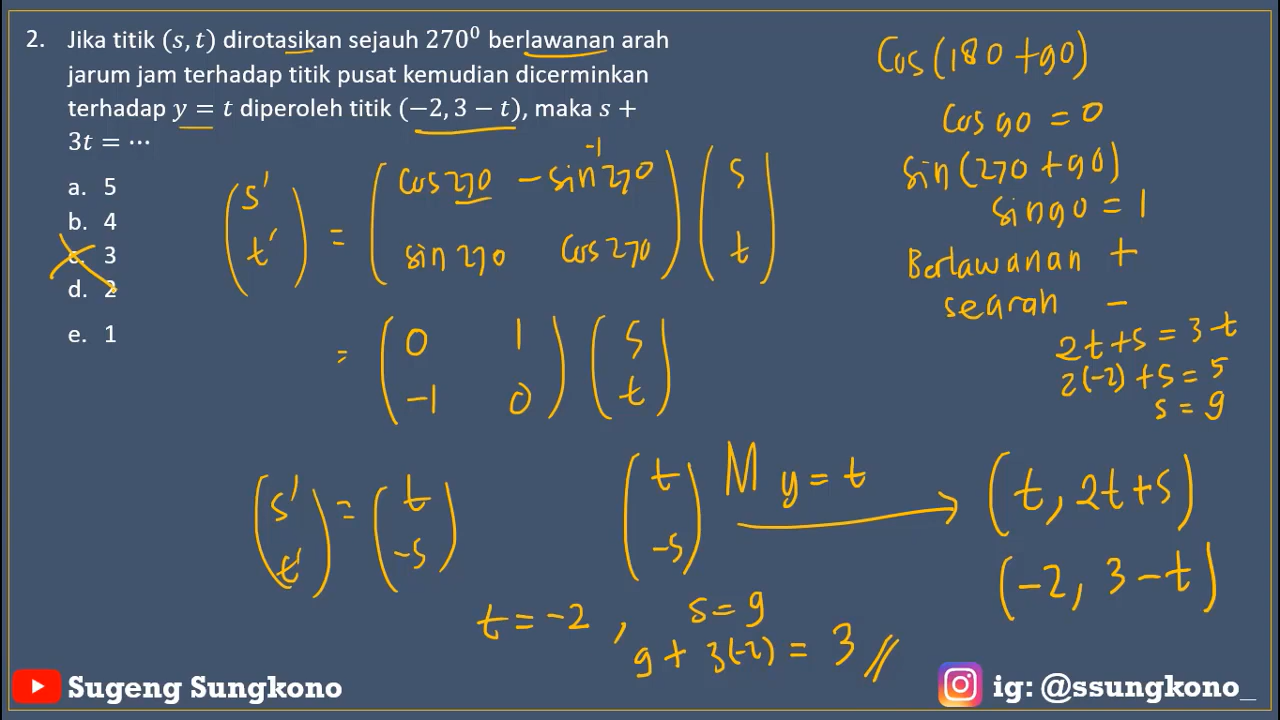 2. Jika titik (s, t) dirotasikan sejauh 270⁰ berlawanan arah
jarum jam terhadap titik pusat kemudian dicerminkan
terhadap y = t diperoleh titik (−2, 3 − t), maka s +
3t = ⋯
a. 5
b. 4
c. 3
d. 2
e. 1
Cos (180 + 90)
Cos 90 = 0
sin (270 + 90)
sin 90 = 1
Berlawanan +
searah −
-1
(s' t') = (cos 270 − sin 270
sin 270 cos 270) (s t)
= (0 1
−1 0) (s t)
2t + s = 3 − t
2(−2) + s = 5
s = 9
(s' t') = (t −s)
(t −s) M y = t → (t, 2t + s)
(−2, 3 − t)
t = −2, s = 9
9 + 3(−2) = 3 //
Sugeng Sungkono
ig: @ssungkono_